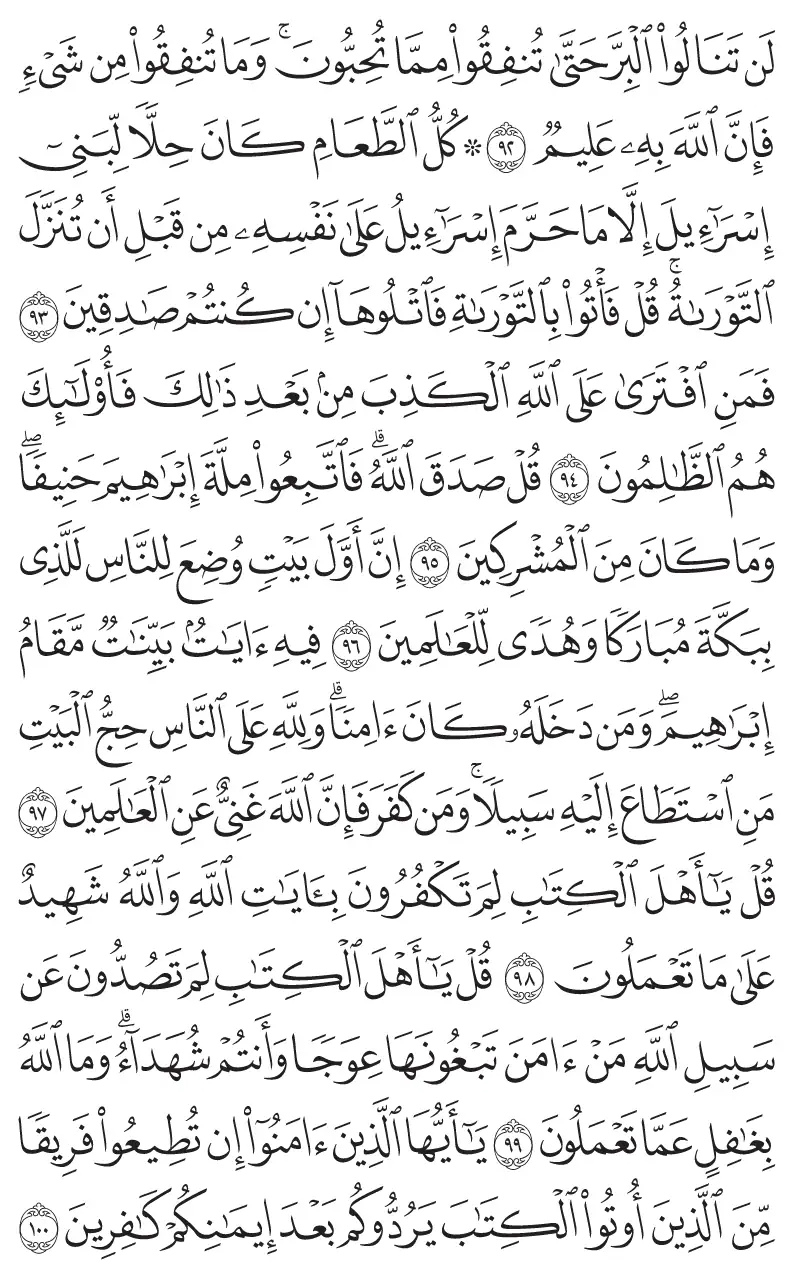 لَن تَنَالُوا۟ ٱلْبِرَّ حَتَّىٰ تُنفِقُوا۟ مِمَّا تُحِبُّونَ ۚ وَمَا تُنفِقُوا۟ مِن شَىْءٍ
فَإِنَّ ٱللَّهَ بِهِۦ عَلِيمٌ ۝٩٢ ۞ كُلُّ ٱلطَّعَامِ كَانَ حِلًّا لِّبَنِىٓ
إِسْرَٰٓءِيلَ إِلَّا مَا حَرَّمَ إِسْرَٰٓءِيلُ عَلَىٰ نَفْسِهِۦ مِن قَبْلِ أَن تُنَزَّلَ
ٱلتَّوْرَىٰةُ ۗ قُلْ فَأْتُوا۟ بِٱلتَّوْرَىٰةِ فَٱتْلُوهَآ إِن كُنتُمْ صَٰدِقِينَ ۝٩٣
فَمَنِ ٱفْتَرَىٰ عَلَى ٱللَّهِ ٱلْكَذِبَ مِنۢ بَعْدِ ذَٰلِكَ فَأُو۟لَٰٓئِكَ
هُمُ ٱلظَّٰلِمُونَ ۝٩٤ قُلْ صَدَقَ ٱللَّهُ ۗ فَٱتَّبِعُوا۟ مِلَّةَ إِبْرَٰهِيمَ حَنِيفًا ۖ
وَمَا كَانَ مِنَ ٱلْمُشْرِكِينَ ۝٩٥ إِنَّ أَوَّلَ بَيْتٍ وُضِعَ لِلنَّاسِ لَلَّذِى
بِبَكَّةَ مُبَارَكًا وَهُدًى لِّلْعَٰلَمِينَ ۝٩٦ فِيهِ ءَايَٰتٌۢ بَيِّنَٰتٌ مَّقَامُ
إِبْرَٰهِيمَ ۖ وَمَن دَخَلَهُۥ كَانَ ءَامِنًا ۗ وَلِلَّهِ عَلَى ٱلنَّاسِ حِجُّ ٱلْبَيْتِ
مَنِ ٱسْتَطَاعَ إِلَيْهِ سَبِيلًا ۚ وَمَن كَفَرَ فَإِنَّ ٱللَّهَ غَنِىٌّ عَنِ ٱلْعَٰلَمِينَ ۝٩٧
قُلْ يَٰٓأَهْلَ ٱلْكِتَٰبِ لِمَ تَكْفُرُونَ بِـَٔايَٰتِ ٱللَّهِ وَٱللَّهُ شَهِيدٌ
عَلَىٰ مَا تَعْمَلُونَ ۝٩٨ قُلْ يَٰٓأَهْلَ ٱلْكِتَٰبِ لِمَ تَصُدُّونَ عَن
سَبِيلِ ٱللَّهِ مَنْ ءَامَنَ تَبْغُونَهَا عِوَجًا وَأَنتُمْ شُهَدَآءُ ۗ وَمَا ٱللَّهُ
بِغَٰفِلٍ عَمَّا تَعْمَلُونَ ۝٩٩ يَٰٓأَيُّهَا ٱلَّذِينَ ءَامَنُوٓا۟ إِن تُطِيعُوا۟ فَرِيقًا
مِّنَ ٱلَّذِينَ أُوتُوا۟ ٱلْكِتَٰبَ يَرُدُّوكُم بَعْدَ إِيمَٰنِكُمْ كَٰفِرِينَ ۝١٠٠